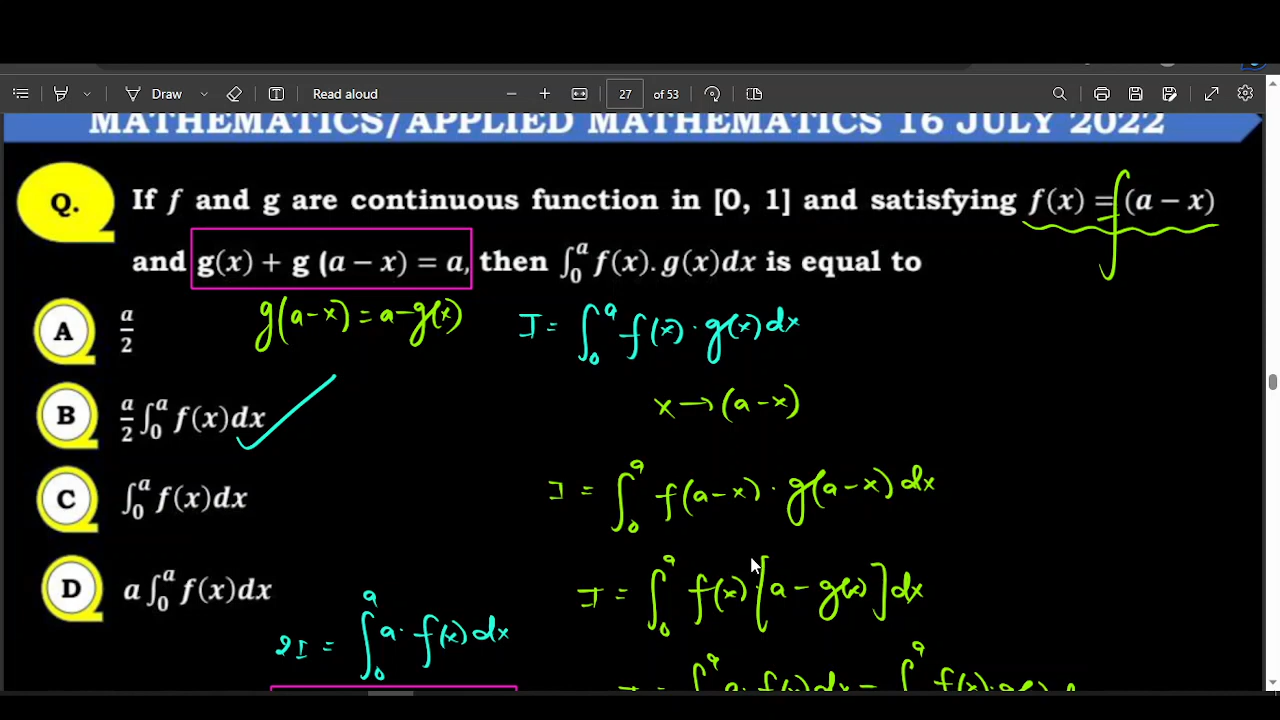 Draw
Read aloud
27 of 53
MATHEMATICS/APPLIED MATHEMATICS 16 JULY 2022
Q. If f and g are continuous function in [0, 1] and satisfying f(x) = f(a − x)
and g(x) + g (a − x) = a, then ∫₀ᵃ f(x). g(x)dx is equal to
g(a-x) = a-g(x)
I = ∫₀ᵃ f(x) · g(x) dx
A a/2
x → (a-x)
B a/2 ∫₀ᵃ f(x)dx
I = ∫₀ᵃ f(a-x) · g(a-x) dx
C ∫₀ᵃ f(x)dx
I = ∫₀ᵃ f(x) · [a - g(x)] dx
D a ∫₀ᵃ f(x)dx
2I = ∫₀ᵃ a · f(x) dx